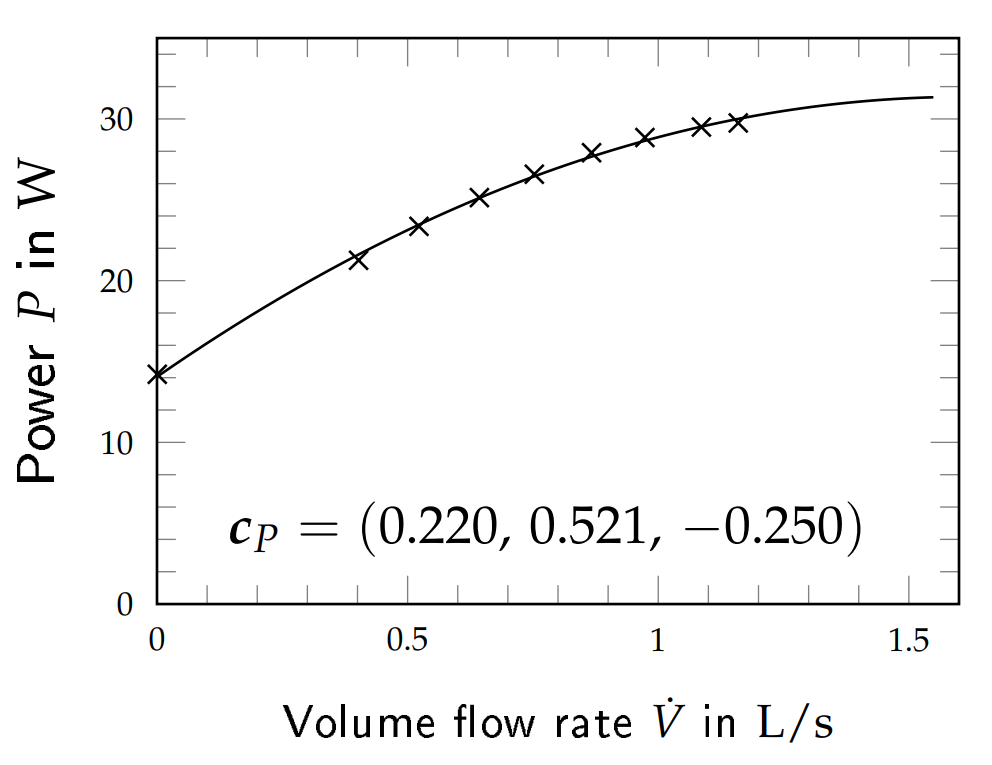 Power P in W
30
20
10
0
c_P = (0.220, 0.521, −0.250)
0 0.5 1 1.5
Volume flow rate V̇ in L/s